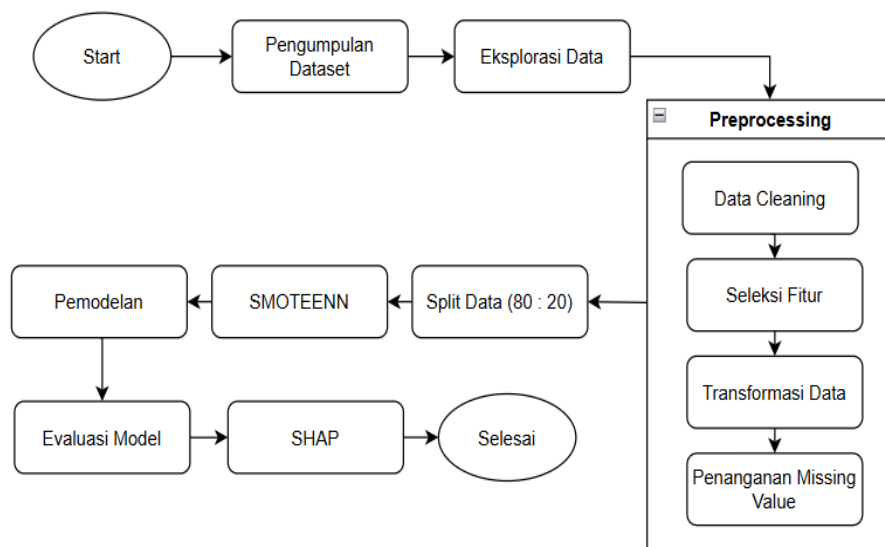 Start
Pengumpulan
Dataset
Eksplorasi Data
Preprocessing
Data Cleaning
Seleksi Fitur
Transformasi Data
Penanganan Missing
Value
Split Data (80 : 20)
SMOTEENN
Pemodelan
Evaluasi Model
SHAP
Selesai